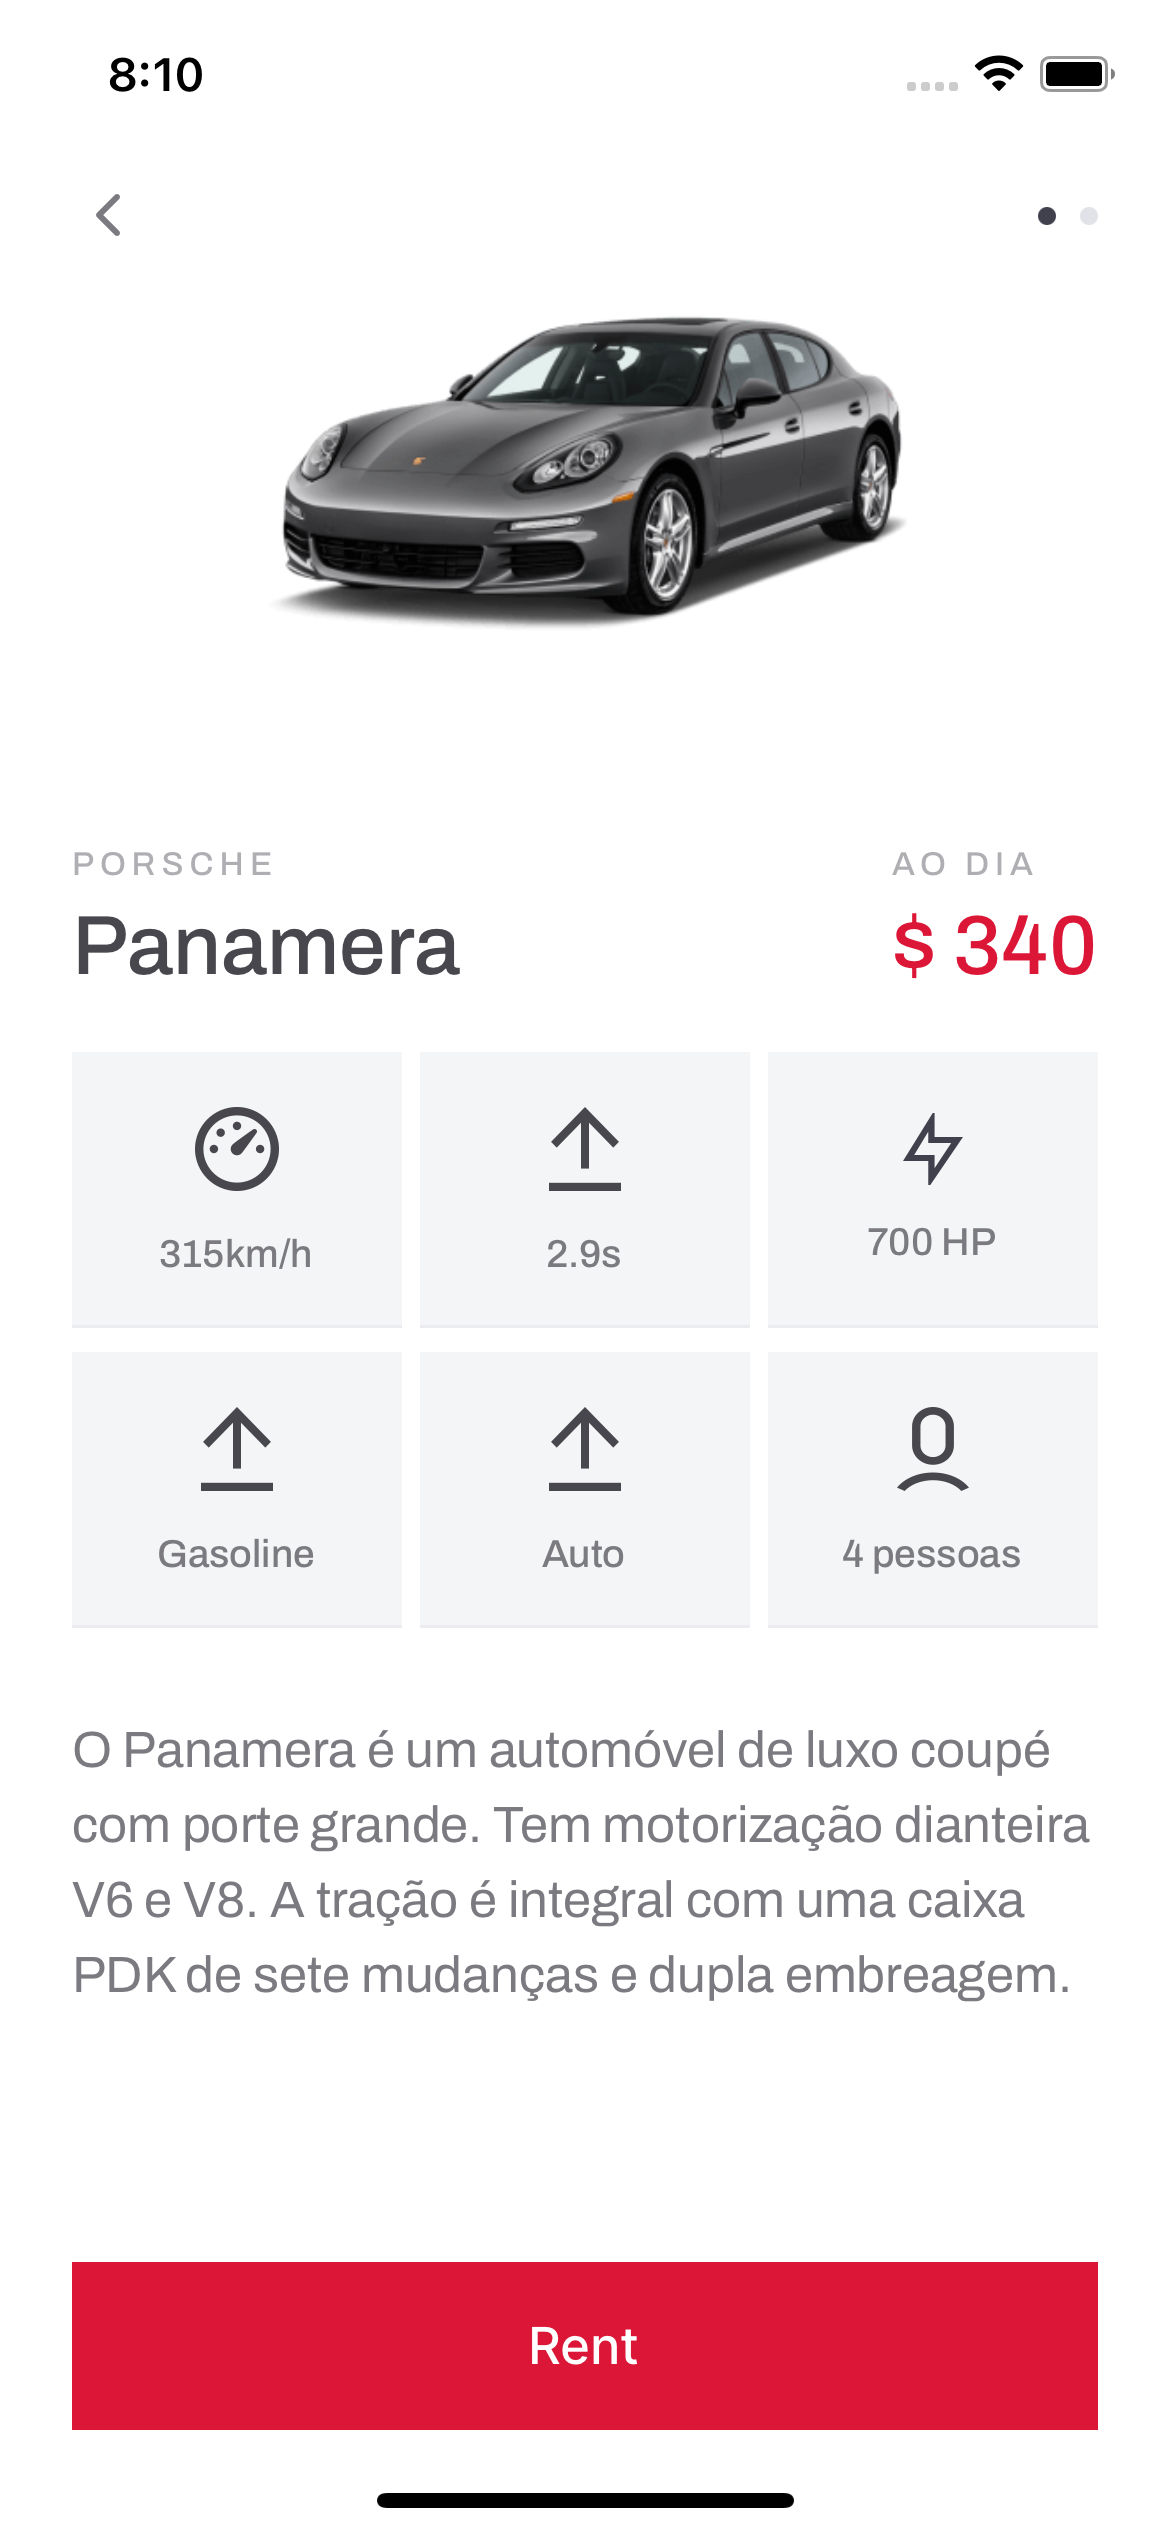 8:10
PORSCHE
AO DIA
Panamera
$ 340
315km/h
2.9s
700 HP
Gasoline
Auto
4 pessoas
O Panamera é um automóvel de luxo coupé
com porte grande. Tem motorização dianteira
V6 e V8. A tração é integral com uma caixa
PDK de sete mudanças e dupla embreagem.
Rent